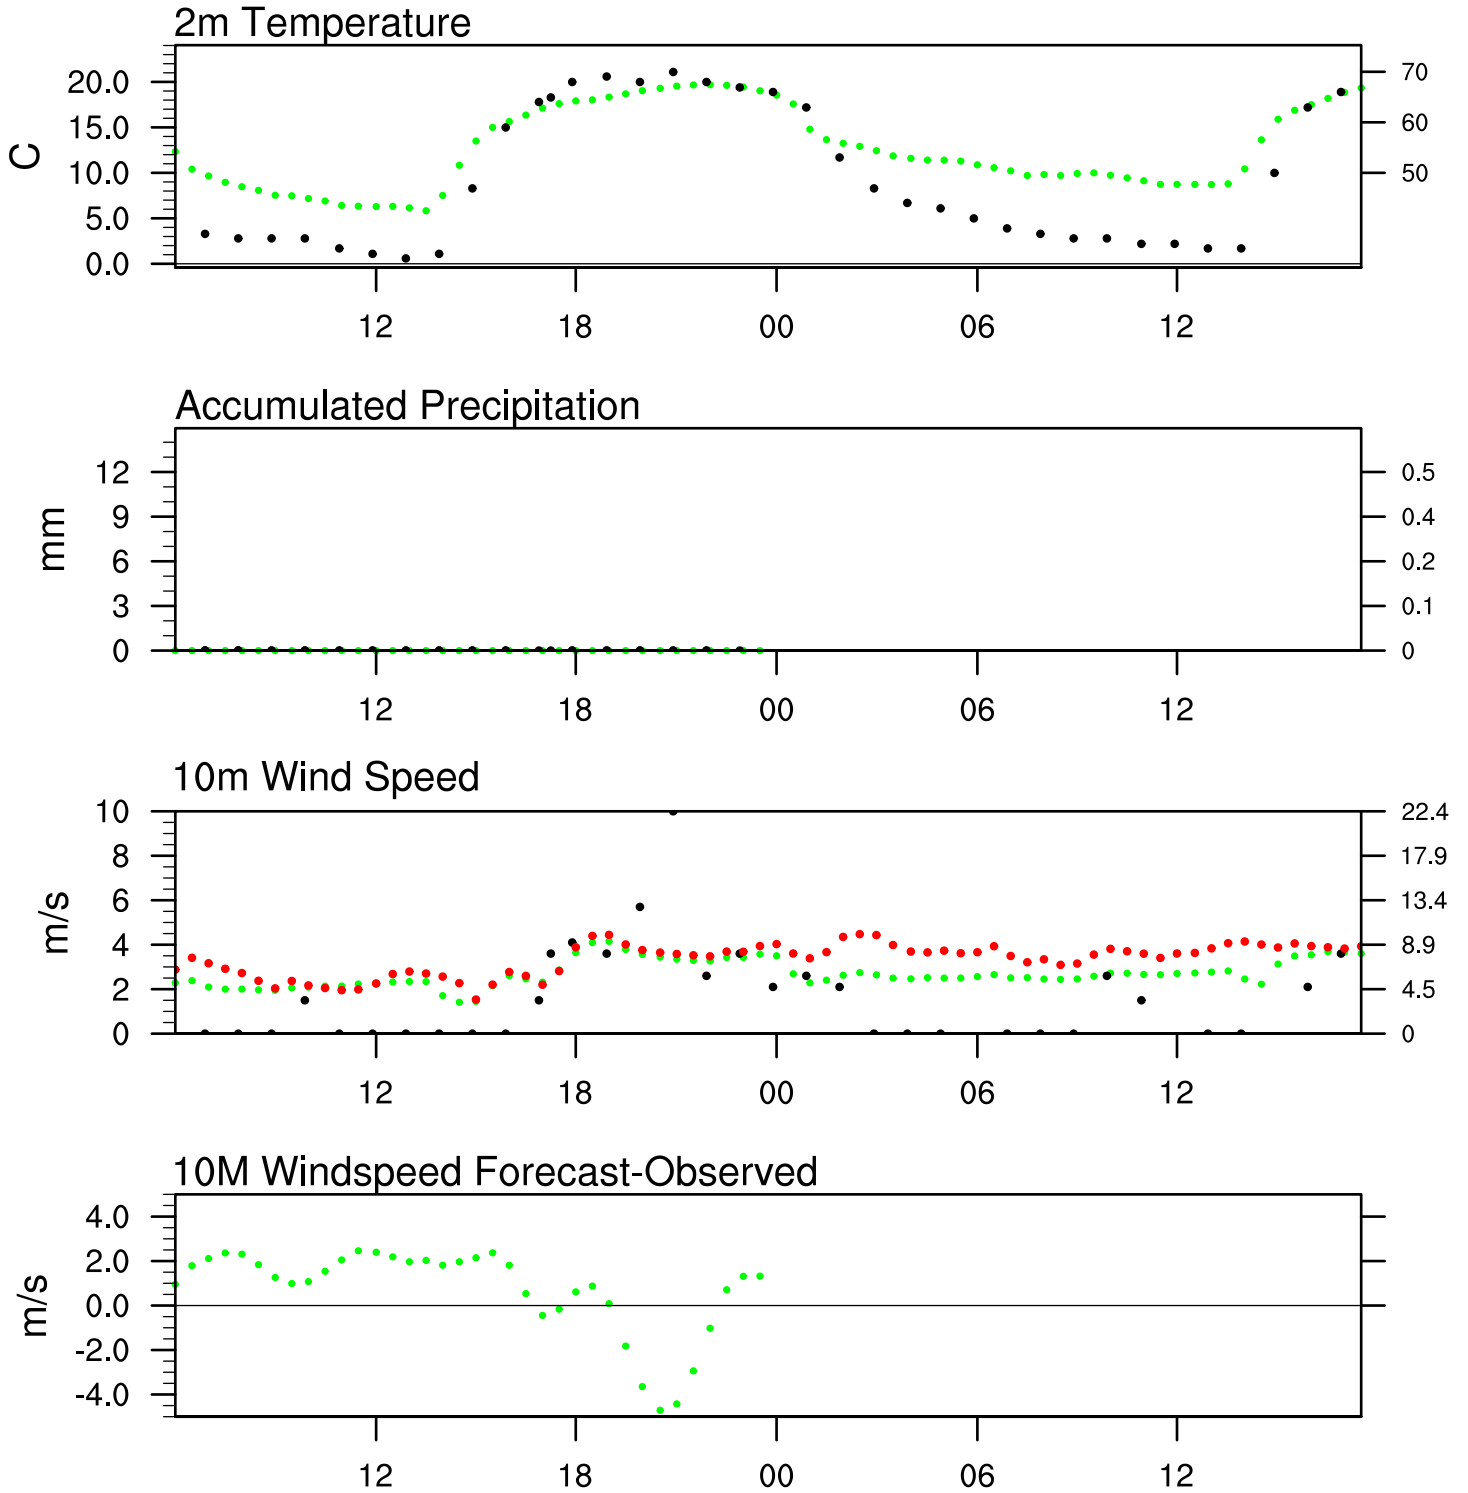 2m Temperature
20.0
15.0
10.0
5.0
0.0
C
70
60
50
12 18 00 06 12
Accumulated Precipitation
12
9
6
3
0
mm
0.5
0.4
0.2
0.1
0
12 18 00 06 12
10m Wind Speed
10
8
6
4
2
0
m/s
22.4
17.9
13.4
8.9
4.5
0
12 18 00 06 12
10M Windspeed Forecast-Observed
4.0
2.0
0.0
-2.0
-4.0
m/s
12 18 00 06 12